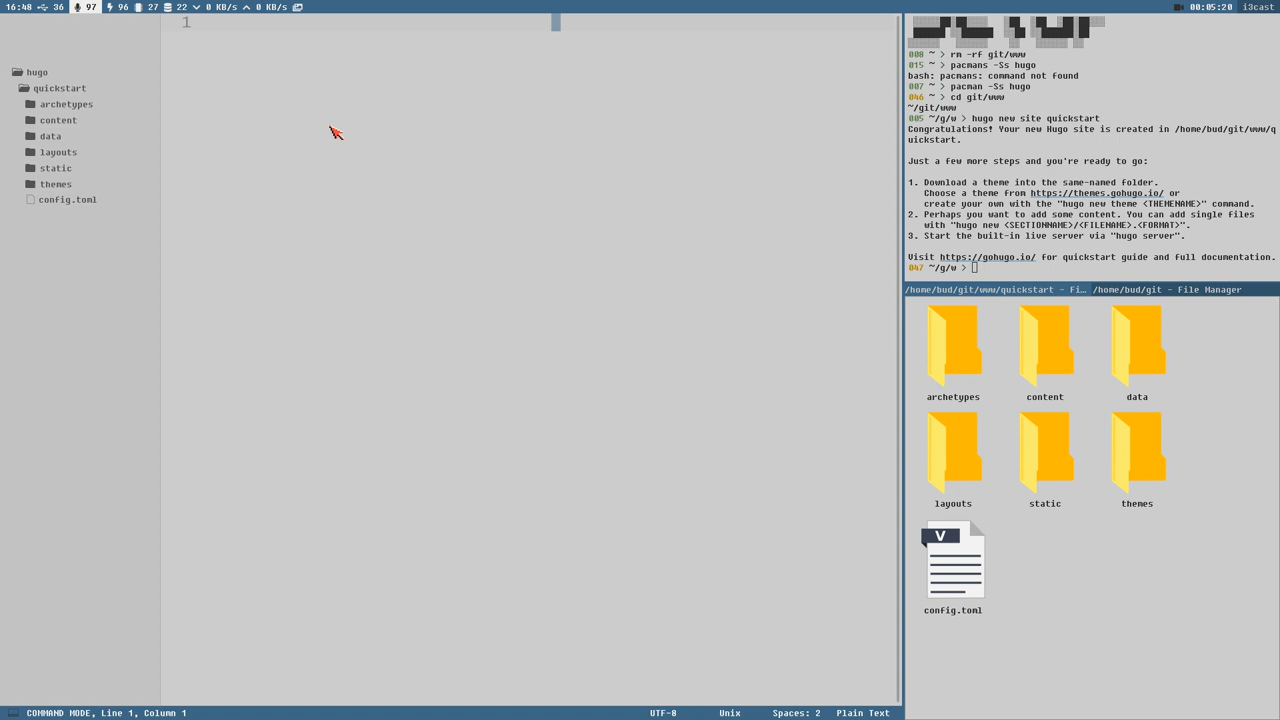 16:48 36 97 96 27 22 0 KB/s 0 KB/s 00:05:20 i3cast
1
hugo
quickstart
archetypes
content
data
layouts
static
themes
config.toml
008 ~ > rm -rf git/www
015 ~ > pacmans -Ss hugo
bash: pacmans: command not found
007 ~ > pacman -Ss hugo
046 ~ > cd git/www
~/git/www
005 ~/g/w > hugo new site quickstart
Congratulations! Your new Hugo site is created in /home/bud/git/www/q
uickstart.
Just a few more steps and you're ready to go:
1. Download a theme into the same-named folder.
Choose a theme from https://themes.gohugo.io/ or
create your own with the "hugo new theme <THEMENAME>" command.
2. Perhaps you want to add some content. You can add single files
with "hugo new <SECTIONNAME>/<FILENAME>.<FORMAT>".
3. Start the built-in live server via "hugo server".
Visit https://gohugo.io/ for quickstart guide and full documentation.
047 ~/g/w >
/home/bud/git/www/quickstart - Fi… /home/bud/git - File Manager
archetypes content data
layouts static themes
V
config.toml
COMMAND MODE, Line 1, Column 1 UTF-8 Unix Spaces: 2 Plain Text